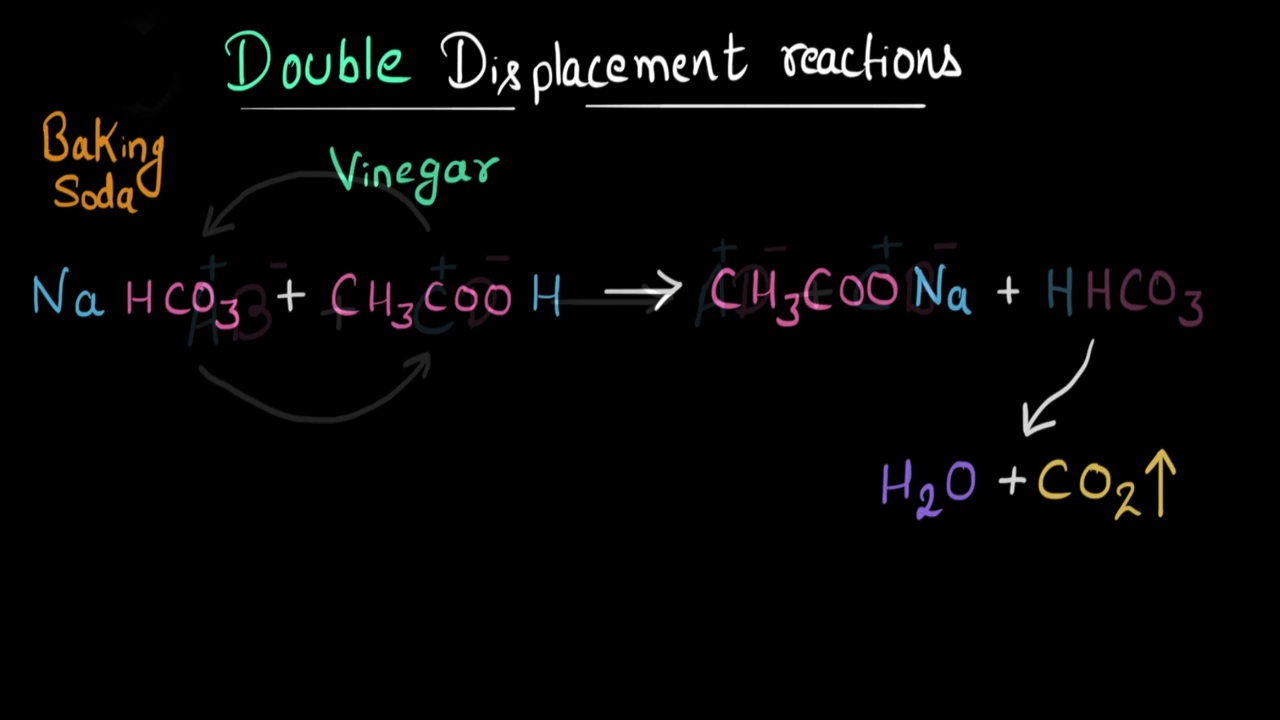 Double Displacement reactions
Baking
Soda
Vinegar
NaHCO₃ + CH₃COOH → CH₃COONa + HHCO₃
H₂O + CO₂↑